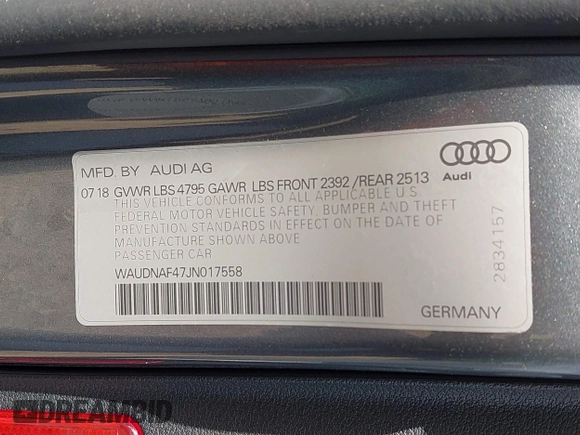 MFD. BY AUDI AG
07 18 GVWR LBS 4795 GAWR LBS FRONT 2392 /REAR 2513
THIS VEHICLE CONFORMS TO ALL APPLICABLE U.S.
FEDERAL MOTOR VEHICLE SAFETY, BUMPER AND THEFT
PREVENTION STANDARDS IN EFFECT ON THE DATE OF
MANUFACTURE SHOWN ABOVE
PASSENGER CAR
WAUDNAF47JN017558
Audi
2834157
GERMANY
DREAMBID